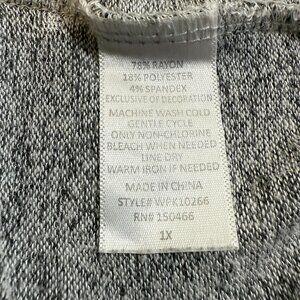 78% RAYON
18% POLYESTER
4% SPANDEX
EXCLUSIVE OF DECORATION
MACHINE WASH COLD
GENTLE CYCLE
ONLY NON-CHLORINE
BLEACH WHEN NEEDED
LINE DRY
WARM IRON IF NEEDED
MADE IN CHINA
STYLE# WPK10266
RN# 150466
1X